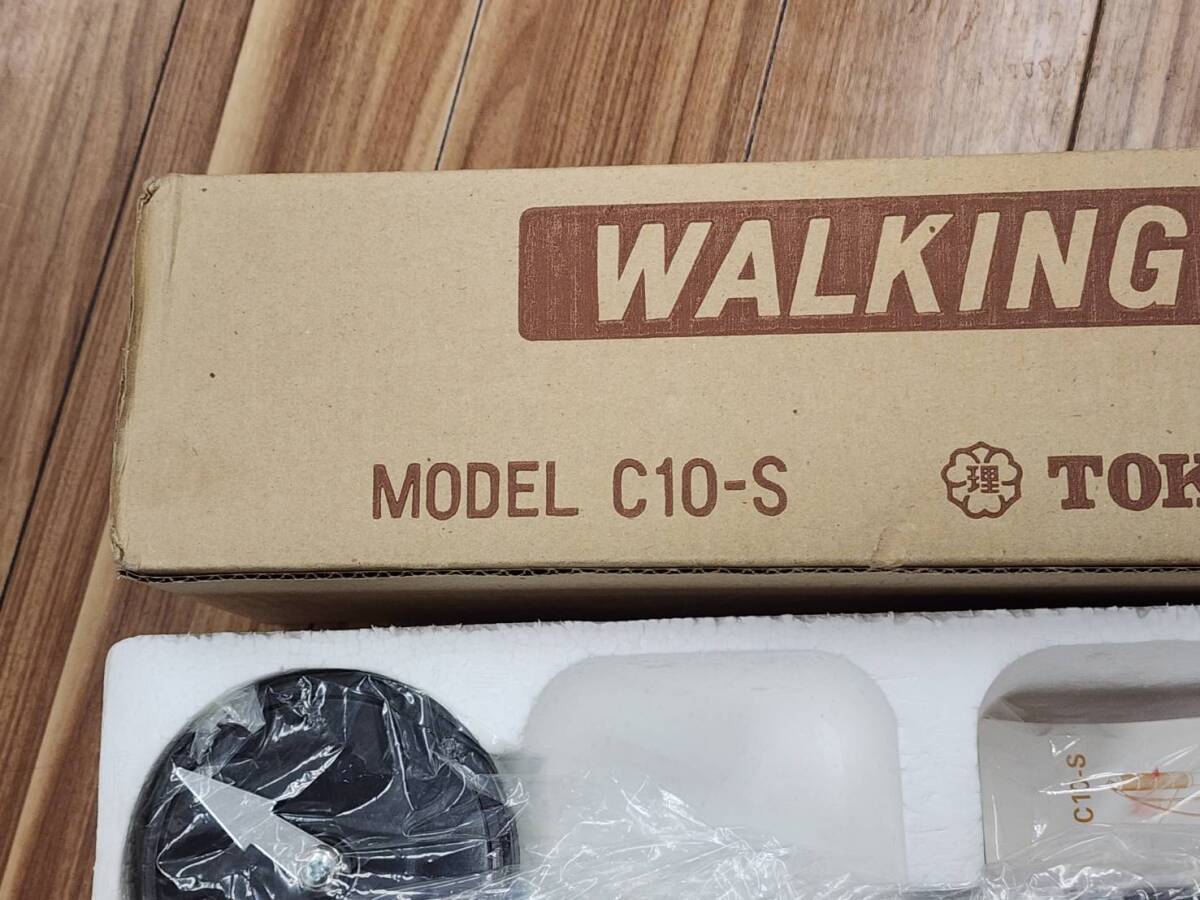 WALKING
MODEL C10-S
理 TOK
C10-S